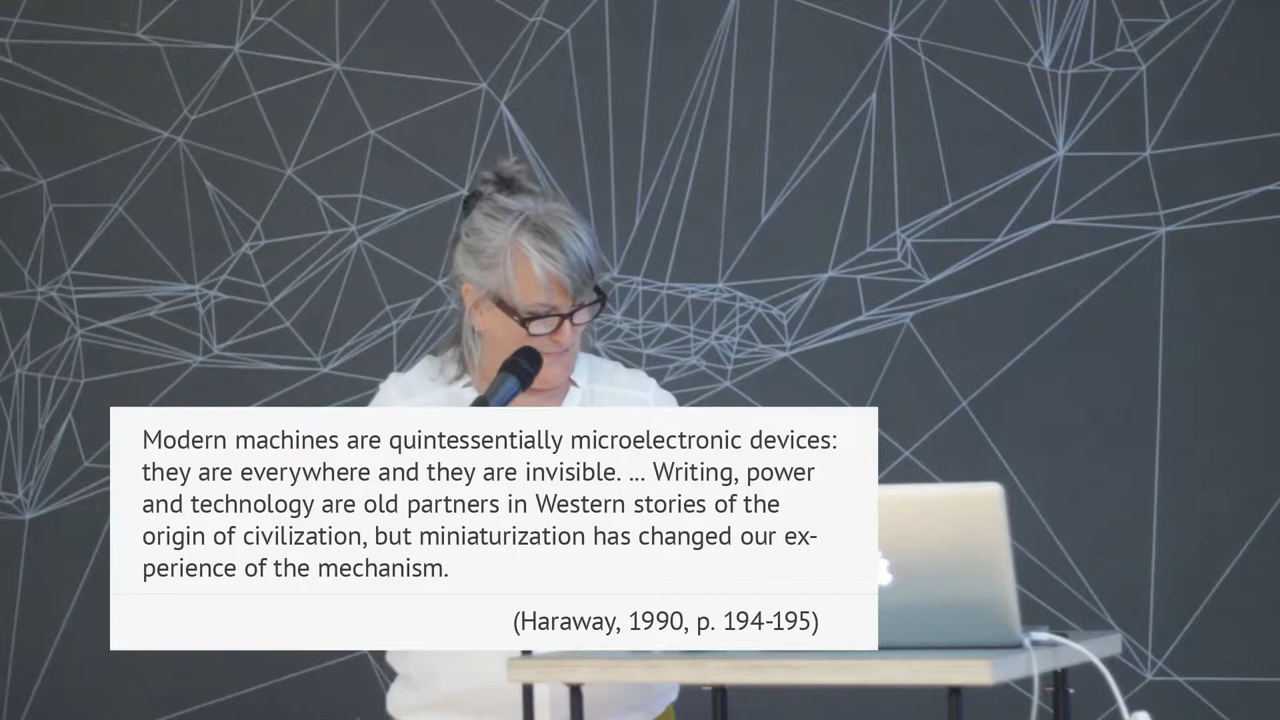 Modern machines are quintessentially microelectronic devices:
they are everywhere and they are invisible. ... Writing, power
and technology are old partners in Western stories of the
origin of civilization, but miniaturization has changed our ex-
perience of the mechanism.
(Haraway, 1990, p. 194-195)